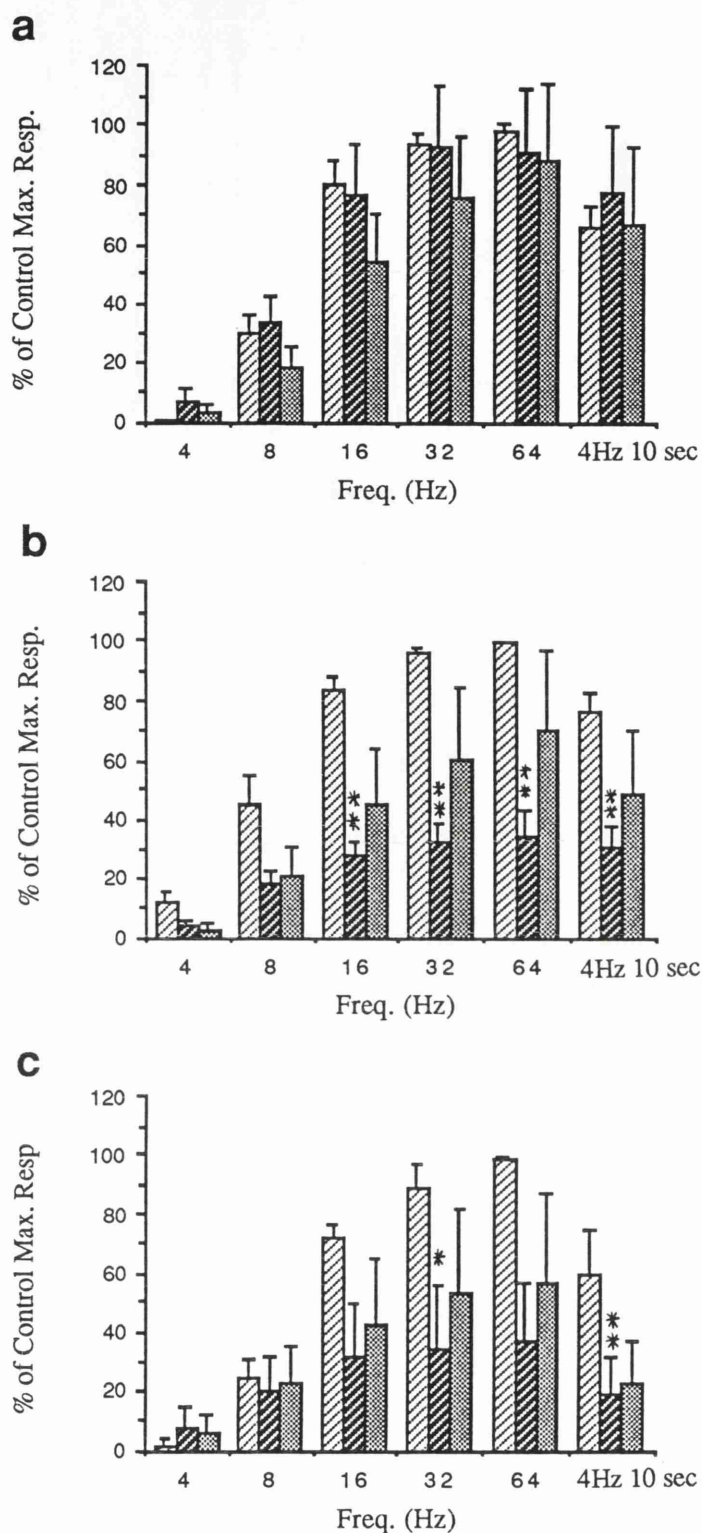 a
120
100
80
60
40
20
0
% of Control Max. Resp.
4 8 16 32 64 4Hz 10 sec
Freq. (Hz)
b
120
100
80
60
40
20
0
% of Control Max. Resp.
** ** ** **
4 8 16 32 64 4Hz 10 sec
Freq. (Hz)
c
120
100
80
60
40
20
0
% of Control Max. Resp
* **
4 8 16 32 64 4Hz 10 sec
Freq. (Hz)